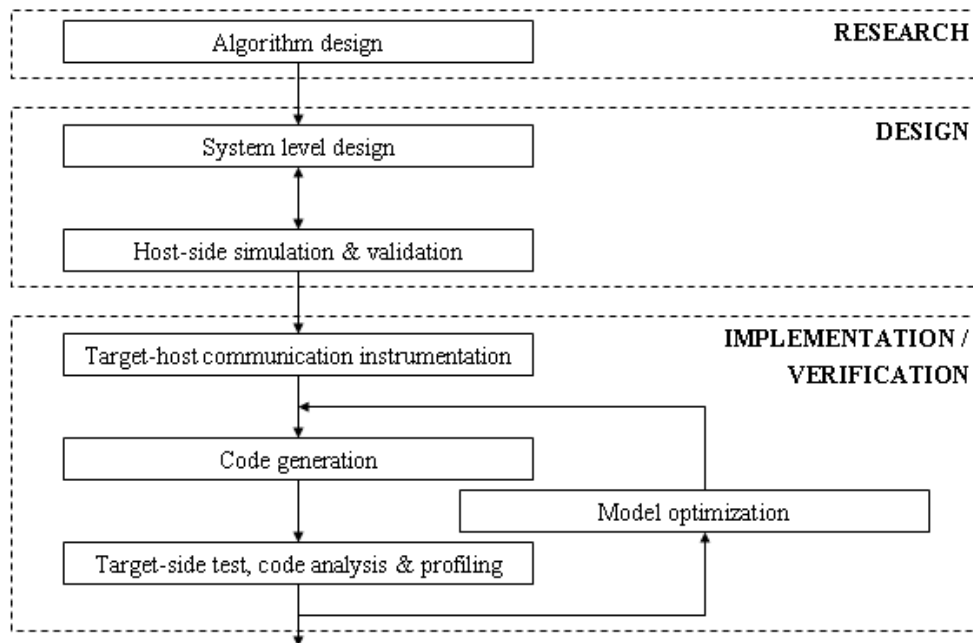 RESEARCH
Algorithm design
DESIGN
System level design
Host-side simulation & validation
IMPLEMENTATION /
VERIFICATION
Target-host communication instrumentation
Code generation
Model optimization
Target-side test, code analysis & profiling